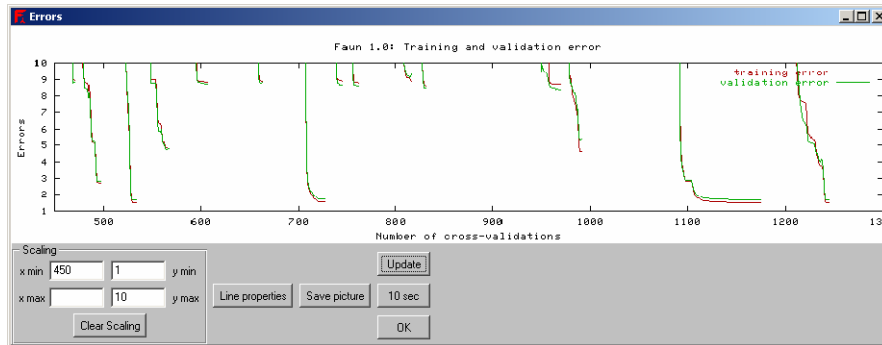 Errors
Faun 1.0: Training and validation error
10
9
8
7
6
5
4
3
2
1
Errors
training error
validation error
500
600
700
800
900
1000
1100
1200
Number of cross-validations
Scaling
x min 450 1 y min
x max 10 y max
Clear Scaling
Line properties
Save picture
Update
10 sec
OK